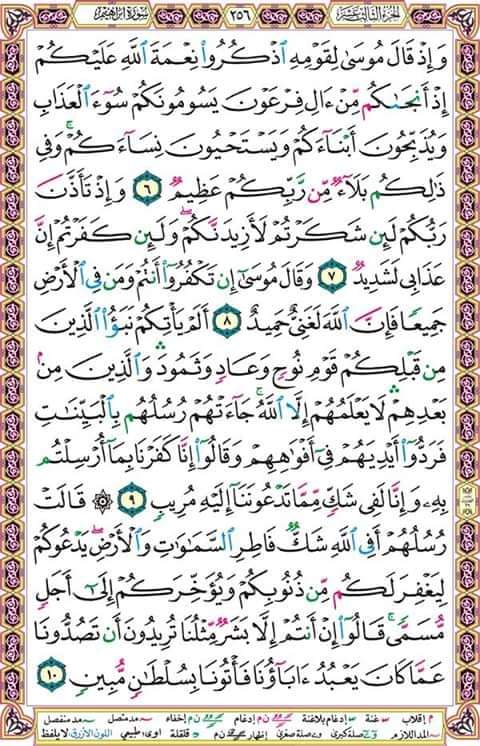 سورة ابراهيم
٢٥٦
الجزء الثالث عشر
وَإِذْ قَالَ مُوسَىٰ لِقَوْمِهِ ٱذْكُرُوا۟ نِعْمَةَ ٱللَّهِ عَلَيْكُمْ
إِذْ أَنجَىٰكُم مِّنْ ءَالِ فِرْعَوْنَ يَسُومُونَكُمْ سُوٓءَ ٱلْعَذَابِ
وَيُذَبِّحُونَ أَبْنَآءَكُمْ وَيَسْتَحْيُونَ نِسَآءَكُمْ ۚ وَفِى
ذَٰلِكُم بَلَآءٌ مِّن رَّبِّكُمْ عَظِيمٌ ٦ وَإِذْ تَأَذَّنَ
رَبُّكُمْ لَئِن شَكَرْتُمْ لَأَزِيدَنَّكُمْ ۖ وَلَئِن كَفَرْتُمْ إِنَّ
عَذَابِى لَشَدِيدٌ ٧ وَقَالَ مُوسَىٰٓ إِن تَكْفُرُوٓا۟ أَنتُمْ وَمَن فِى ٱلْأَرْضِ
جَمِيعًا فَإِنَّ ٱللَّهَ لَغَنِىٌّ حَمِيدٌ ٨ أَلَمْ يَأْتِكُمْ نَبَؤُا۟ ٱلَّذِينَ
مِن قَبْلِكُمْ قَوْمِ نُوحٍ وَعَادٍ وَثَمُودَ ۛ وَٱلَّذِينَ مِنۢ
بَعْدِهِمْ ۛ لَا يَعْلَمُهُمْ إِلَّا ٱللَّهُ ۚ جَآءَتْهُمْ رُسُلُهُم بِٱلْبَيِّنَٰتِ
فَرَدُّوٓا۟ أَيْدِيَهُمْ فِىٓ أَفْوَٰهِهِمْ وَقَالُوٓا۟ إِنَّا كَفَرْنَا بِمَآ أُرْسِلْتُم
بِهِۦ وَإِنَّا لَفِى شَكٍّ مِّمَّا تَدْعُونَنَآ إِلَيْهِ مُرِيبٍ ٩ ۞ قَالَتْ
رُسُلُهُمْ أَفِى ٱللَّهِ شَكٌّ فَاطِرِ ٱلسَّمَٰوَٰتِ وَٱلْأَرْضِ ۖ يَدْعُوكُمْ
لِيَغْفِرَ لَكُم مِّن ذُنُوبِكُمْ وَيُؤَخِّرَكُمْ إِلَىٰٓ أَجَلٍ
مُّسَمًّى ۚ قَالُوٓا۟ إِنْ أَنتُمْ إِلَّا بَشَرٌ مِّثْلُنَا تُرِيدُونَ أَن تَصُدُّونَا
عَمَّا كَانَ يَعْبُدُ ءَابَآؤُنَا فَأْتُونَا بِسُلْطَٰنٍ مُّبِينٍ ١٠
م إقلاب غنة إدغام بلاغنة ن م إدغام ن م إخفاء مد متصل مد منفصل
المد اللازم صلة كبرى صلة صغرى إظهار ن م قلقلة اوى: طبيعي اللون الأزرق لا يلفظ